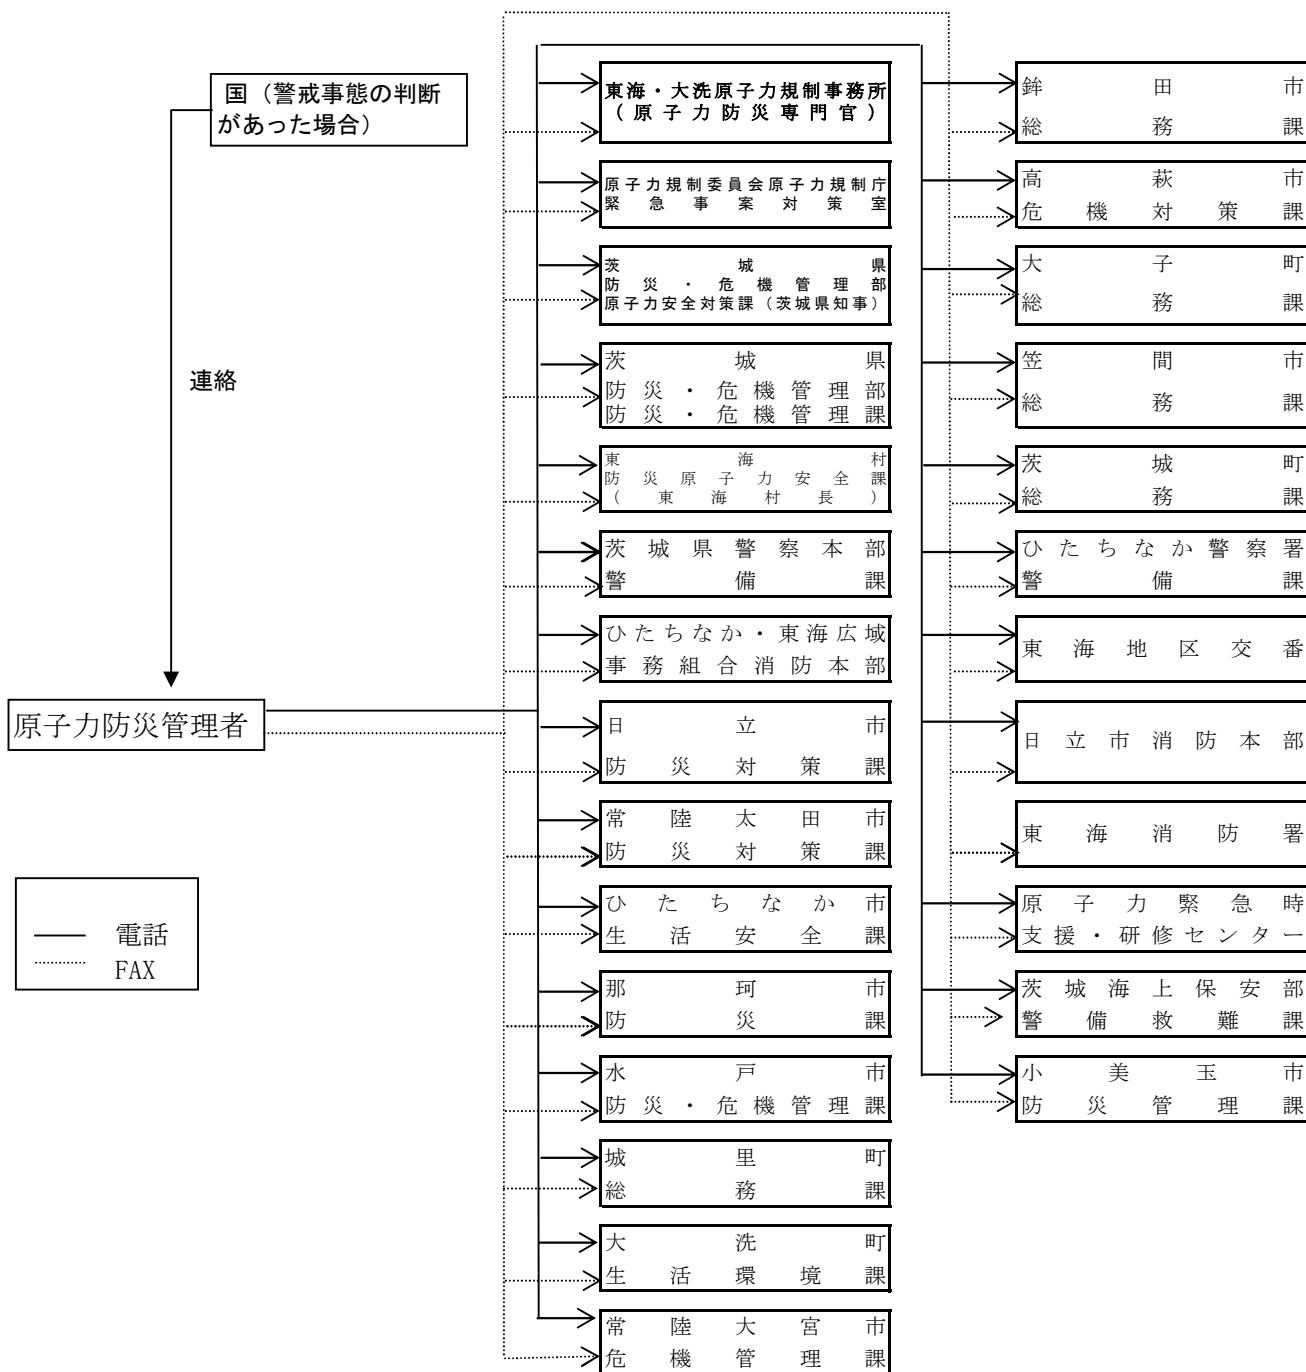 国（警戒事態の判断
があった場合）
連絡
原子力防災管理者
電話
FAX
東海・大洗原子力規制事務所
（原子力防災専門官）
原子力規制委員会原子力規制庁
緊急事案対策室
茨城県
防災・危機管理部
原子力安全対策課（茨城県知事）
茨城県
防災・危機管理部
防災・危機管理課
東海村
防災原子力安全課
（東海村長）
茨城県警察本部
警備課
ひたちなか・東海広域
事務組合消防本部
日立市
防災対策課
常陸太田市
防災対策課
ひたちなか市
生活安全課
那珂市
防災課
水戸市
防災・危機管理課
城里町
総務課
大洗町
生活環境課
常陸大宮市
危機管理課
鉾田市
総務課
高萩市
危機対策課
大子町
総務課
笠間市
総務課
茨城町
総務課
ひたちなか警察署
警備課
東海地区交番
日立市消防本部
東海消防署
原子力緊急時
支援・研修センター
茨城海上保安部
警備救難課
小美玉市
防災管理課